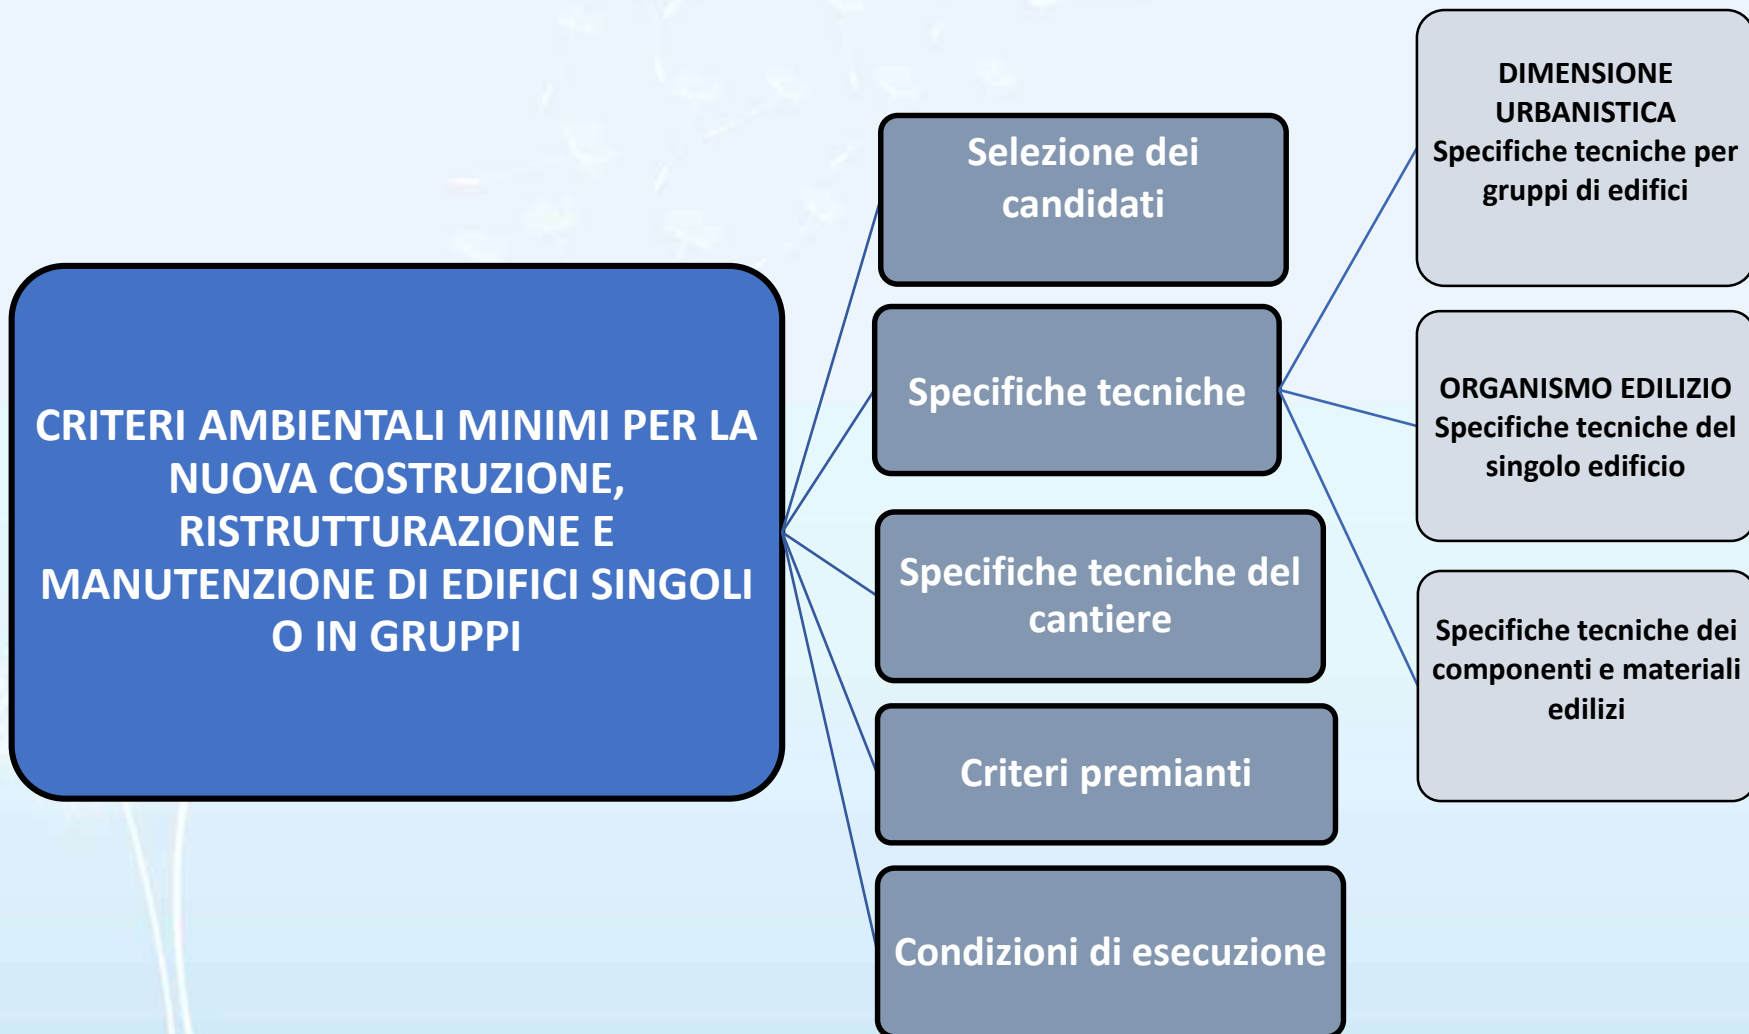 CRITERI AMBIENTALI MINIMI PER LA
NUOVA COSTRUZIONE,
RISTRUTTURAZIONE E
MANUTENZIONE DI EDIFICI SINGOLI
O IN GRUPPI
Selezione dei
candidati
Specifiche tecniche
Specifiche tecniche del
cantiere
Criteri premianti
Condizioni di esecuzione
DIMENSIONE
URBANISTICA
Specifiche tecniche per
gruppi di edifici
ORGANISMO EDILIZIO
Specifiche tecniche del
singolo edificio
Specifiche tecniche dei
componenti e materiali
edilizi